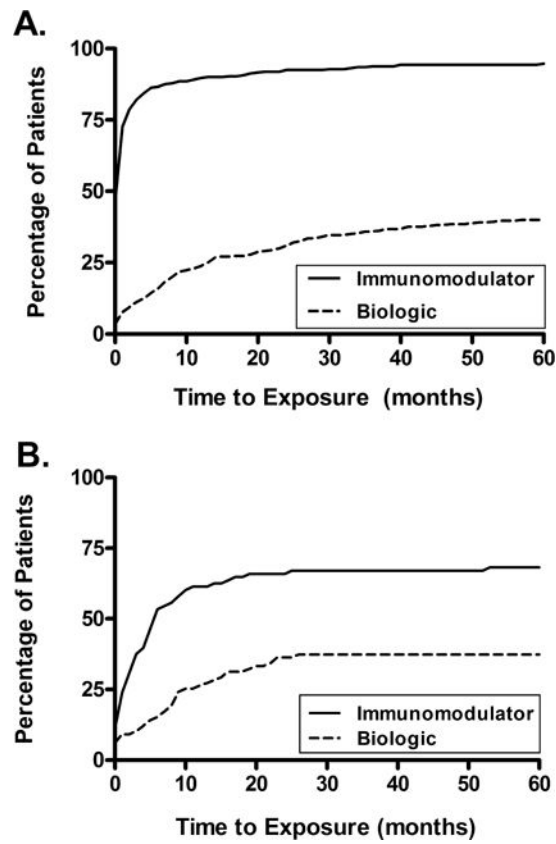 A.
Percentage of Patients
100
75
50
25
0
Immunomodulator
Biologic
0 10 20 30 40 50 60
Time to Exposure (months)
B.
Percentage of Patients
100
75
50
25
0
Immunomodulator
Biologic
0 10 20 30 40 50 60
Time to Exposure (months)